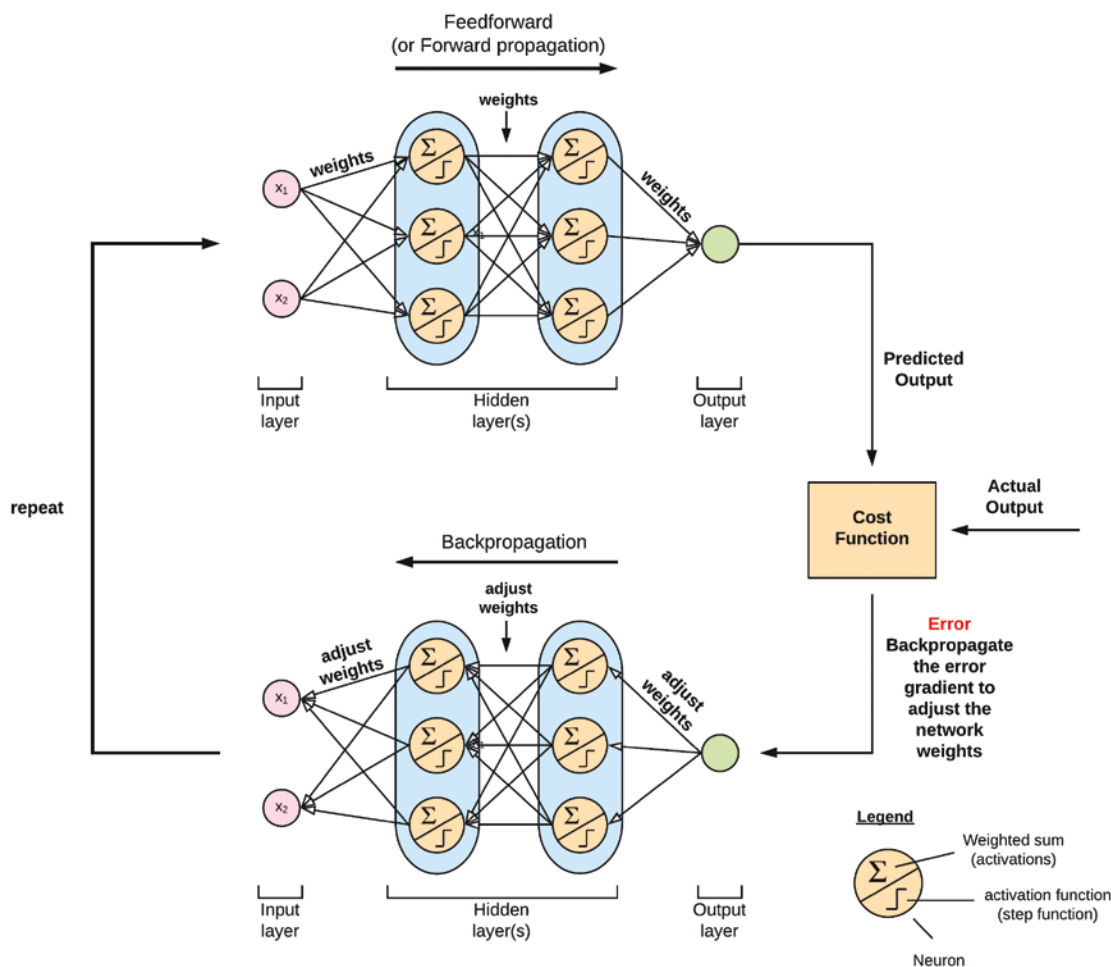 Feedforward
(or Forward propagation)
weights
weights
weights
Σ
Σ
Σ
Σ
Σ
Σ
x₁
x₂
Input
layer
Hidden
layer(s)
Output
layer
Predicted
Output
Actual
Output
Cost
Function
repeat
Error
Backpropagate
the error
gradient to
adjust the
network
weights
Backpropagation
adjust
weights
adjust
weights
adjust
weights
Σ
Σ
Σ
Σ
Σ
Σ
x₁
x₂
Input
layer
Hidden
layer(s)
Output
layer
Legend
Σ
Weighted sum
(activations)
activation function
(step function)
Neuron